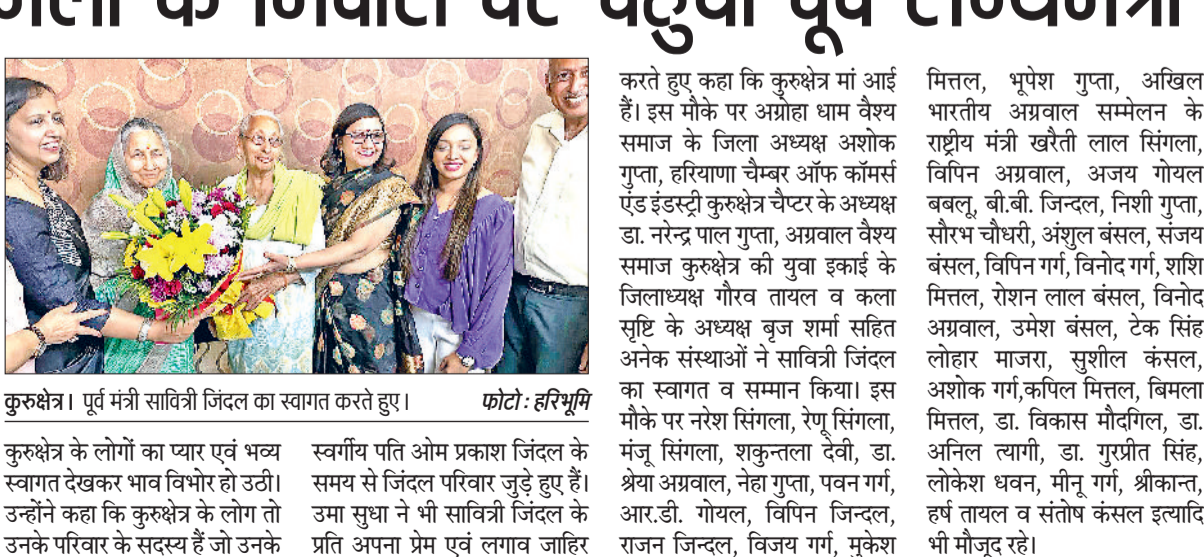 के निवास पर पहुंची पूर्व राज्यमंत्री
कुरुक्षेत्र। पूर्व मंत्री सावित्री जिंदल का स्वागत करते हुए। फोटो : हरिभूमि
कुरुक्षेत्र के लोगों का प्यार एवं भव्य
स्वागत देखकर भाव विभोर हो उठी।
उन्होंने कहा कि कुरुक्षेत्र के लोग तो
उनके परिवार के सदस्य हैं जो उनके
स्वर्गीय पति ओम प्रकाश जिंदल के
समय से जिंदल परिवार जुड़े हुए हैं।
उमा सुधा ने भी सावित्री जिंदल के
प्रति अपना प्रेम एवं लगाव जाहिर
करते हुए कहा कि कुरुक्षेत्र मां आई
हैं। इस मौके पर अग्रोहा धाम वैश्य
समाज के जिला अध्यक्ष अशोक
गुप्ता, हरियाणा चैम्बर ऑफ कॉमर्स
एंड इंडस्ट्री कुरुक्षेत्र चैप्टर के अध्यक्ष
डा. नरेन्द्र पाल गुप्ता, अग्रवाल वैश्य
समाज कुरुक्षेत्र की युवा इकाई के
जिलाध्यक्ष गौरव तायल व कला
सृष्टि के अध्यक्ष बृज शर्मा सहित
अनेक संस्थाओं ने सावित्री जिंदल
का स्वागत व सम्मान किया। इस
मौके पर नरेश सिंगला, रेणू सिंगला,
मंजू सिंगला, शकुन्तला देवी, डा.
श्रेया अग्रवाल, नेहा गुप्ता, पवन गर्ग,
आर.डी. गोयल, विपिन जिन्दल,
राजन जिन्दल, विजय गर्ग, मुकेश
मित्तल, भूपेश गुप्ता, अखिल
भारतीय अग्रवाल सम्मेलन के
राष्ट्रीय मंत्री खरैती लाल सिंगला,
विपिन अग्रवाल, अजय गोयल
बबलू, बी.बी. जिन्दल, निशी गुप्ता,
सौरभ चौधरी, अंशुल बंसल, संजय
बंसल, विपिन गर्ग, विनोद गर्ग, शशि
मित्तल, रोशन लाल बंसल, विनोद
अग्रवाल, उमेश बंसल, टेक सिंह
लोहार माजरा, सुशील कंसल,
अशोक गर्ग,कपिल मित्तल, बिमला
मित्तल, डा. विकास मौदगिल, डा.
अनिल त्यागी, डा. गुरप्रीत सिंह,
लोकेश धवन, मीनू गर्ग, श्रीकान्त,
हर्ष तायल व संतोष कंसल इत्यादि
भी मौजूद रहे।